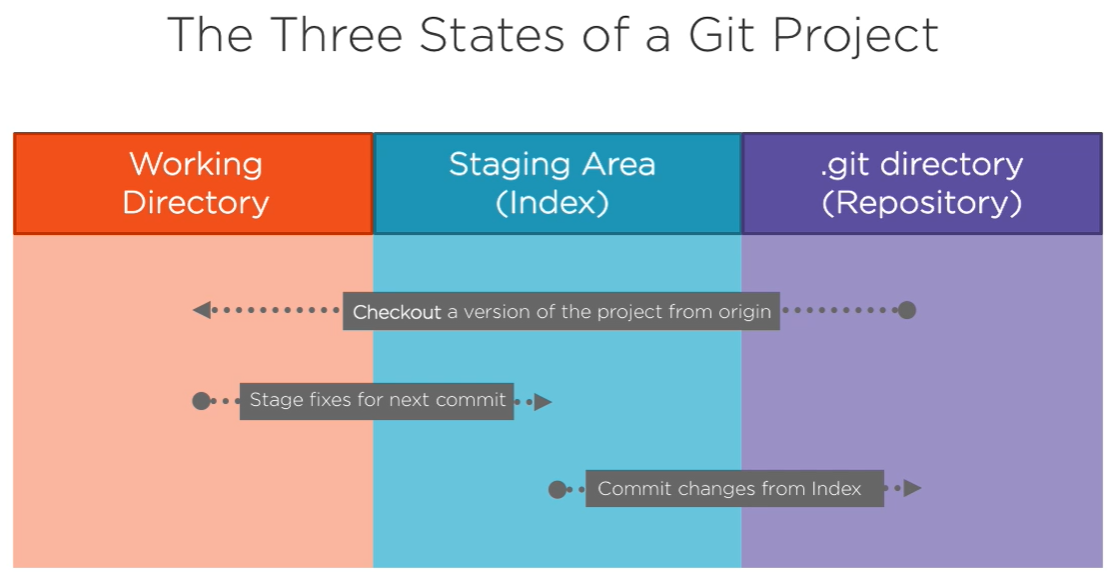 The Three States of a Git Project
Working
Directory
Staging Area
(Index)
.git directory
(Repository)
Checkout a version of the project from origin
Stage fixes for next commit
Commit changes from Index